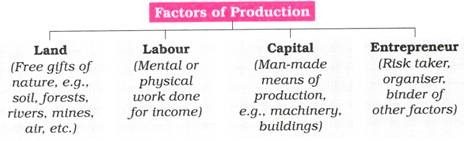 Factors of Production
Land
(Free gifts of
nature, e.g.,
soil, forests,
rivers, mines,
air, etc.)
Labour
(Mental or
physical
work done
for income)
Capital
(Man-made
means of
production,
e.g., machinery,
buildings)
Entrepreneur
(Risk taker,
organiser,
binder of
other factors)